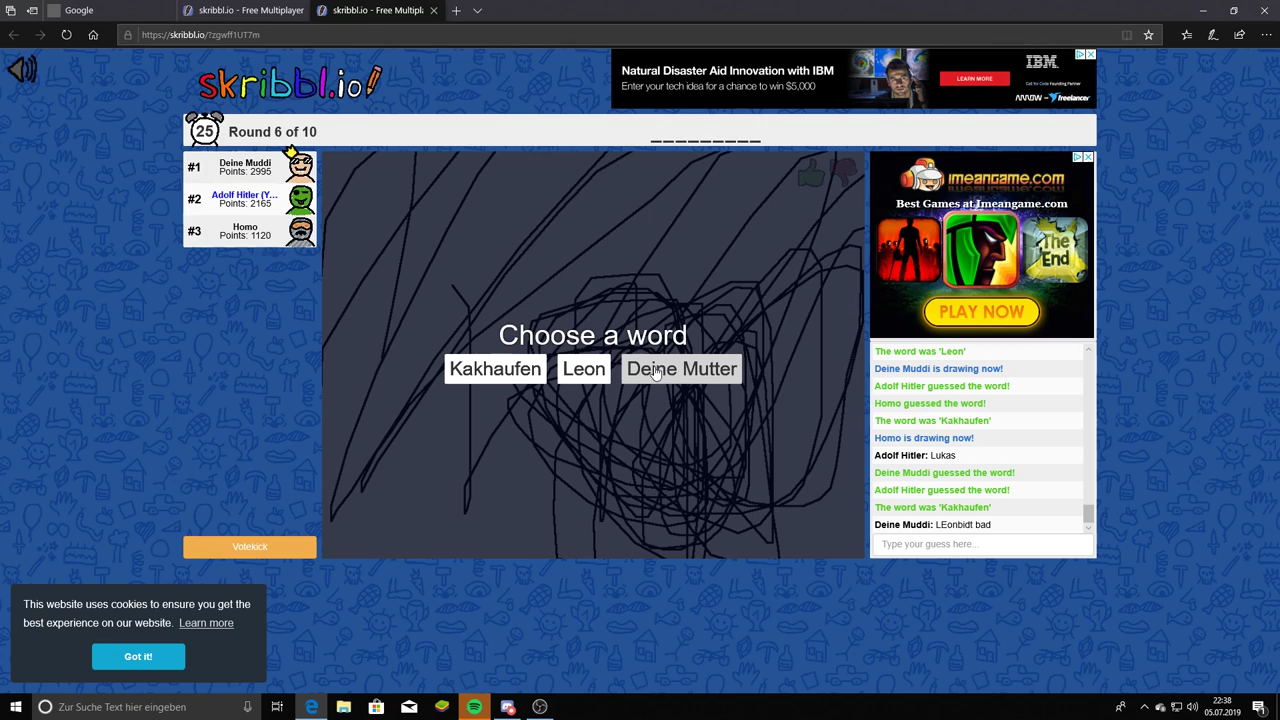 Google
skribbl.io - Free Multiplayer
skribbl.io - Free Multipla
https://skribbl.io/?zgwff1UT7m
skribbl.io
Natural Disaster Aid Innovation with IBM
Enter your tech idea for a chance to win $5,000
LEARN MORE
IBM
ARROW
freelancer
25
Round 6 of 10
#1
Deine Muddi
Points: 2995
#2
Adolf Hitler (Y...
Points: 2165
#3
Homo
Points: 1120
Choose a word
Kakhaufen
Leon
Deine Mutter
imeangame.com
Best Games at Imeangame.com
The End
PLAY NOW
The word was 'Leon'
Deine Muddi is drawing now!
Adolf Hitler guessed the word!
Homo guessed the word!
The word was 'Kakhaufen'
Homo is drawing now!
Adolf Hitler: Lukas
Deine Muddi guessed the word!
Adolf Hitler guessed the word!
The word was 'Kakhaufen'
Deine Muddi: LEonbidt bad
Type your guess here...
Votekick
This website uses cookies to ensure you get the
best experience on our website. Learn more
Got it!
Zur Suche Text hier eingeben
22:38
05.07.2019